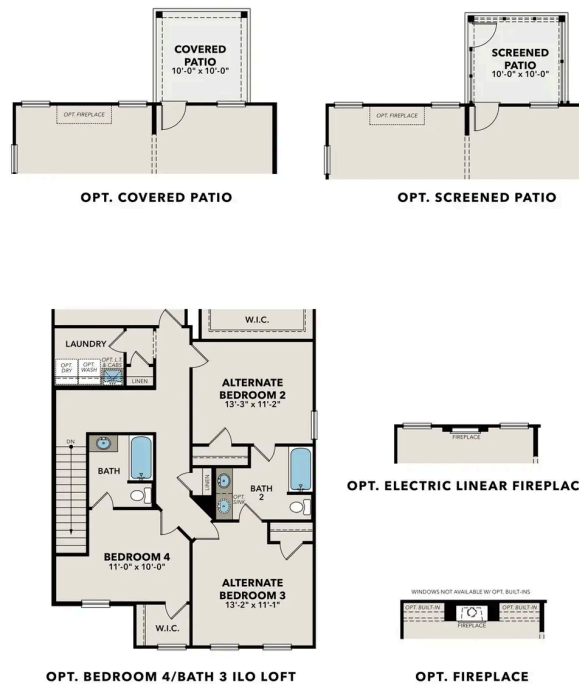 COVERED
PATIO
10'-0" x 10'-0"
OPT. FIREPLACE
OPT. COVERED PATIO
SCREENED
PATIO
10'-0" x 10'-0"
OPT. FIREPLACE
OPT. SCREENED PATIO
W.I.C.
LAUNDRY
OPT. DRY
OPT. WASH
OPT. L.T. & CABS
LINEN
ALTERNATE
BEDROOM 2
13'-3" x 11'-2"
DN
BATH
LINEN
OPT. SINK
BATH
2
BEDROOM 4
11'-0" x 10'-0"
ALTERNATE
BEDROOM 3
13'-2" x 11'-1"
W.I.C.
OPT. BEDROOM 4/BATH 3 ILO LOFT
FIREPLACE
OPT. ELECTRIC LINEAR FIREPLAC
WINDOWS NOT AVAILABLE W/ OPT. BUILT-INS
OPT. BUILT-IN
OPT. BUILT-IN
FIREPLACE
OPT. FIREPLACE